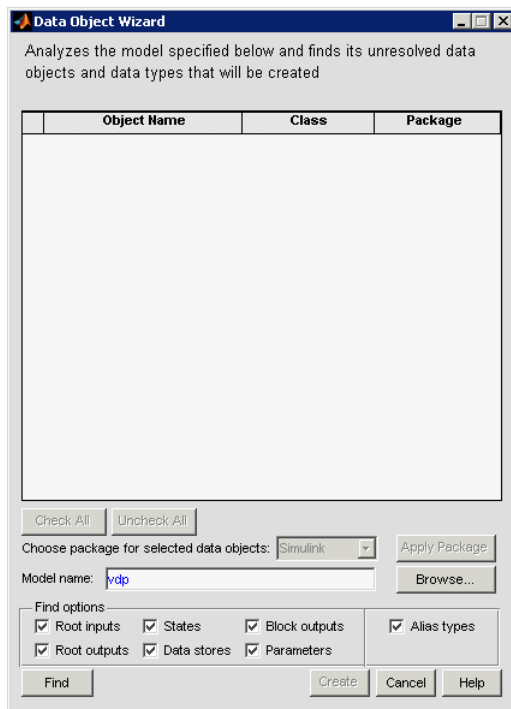 Data Object Wizard
Analyzes the model specified below and finds its unresolved data
objects and data types that will be created
Object Name Class Package
Check All Uncheck All
Choose package for selected data objects: Simulink Apply Package
Model name: vdp Browse...
Find options
Root inputs States Block outputs Alias types
Root outputs Data stores Parameters
Find Create Cancel Help